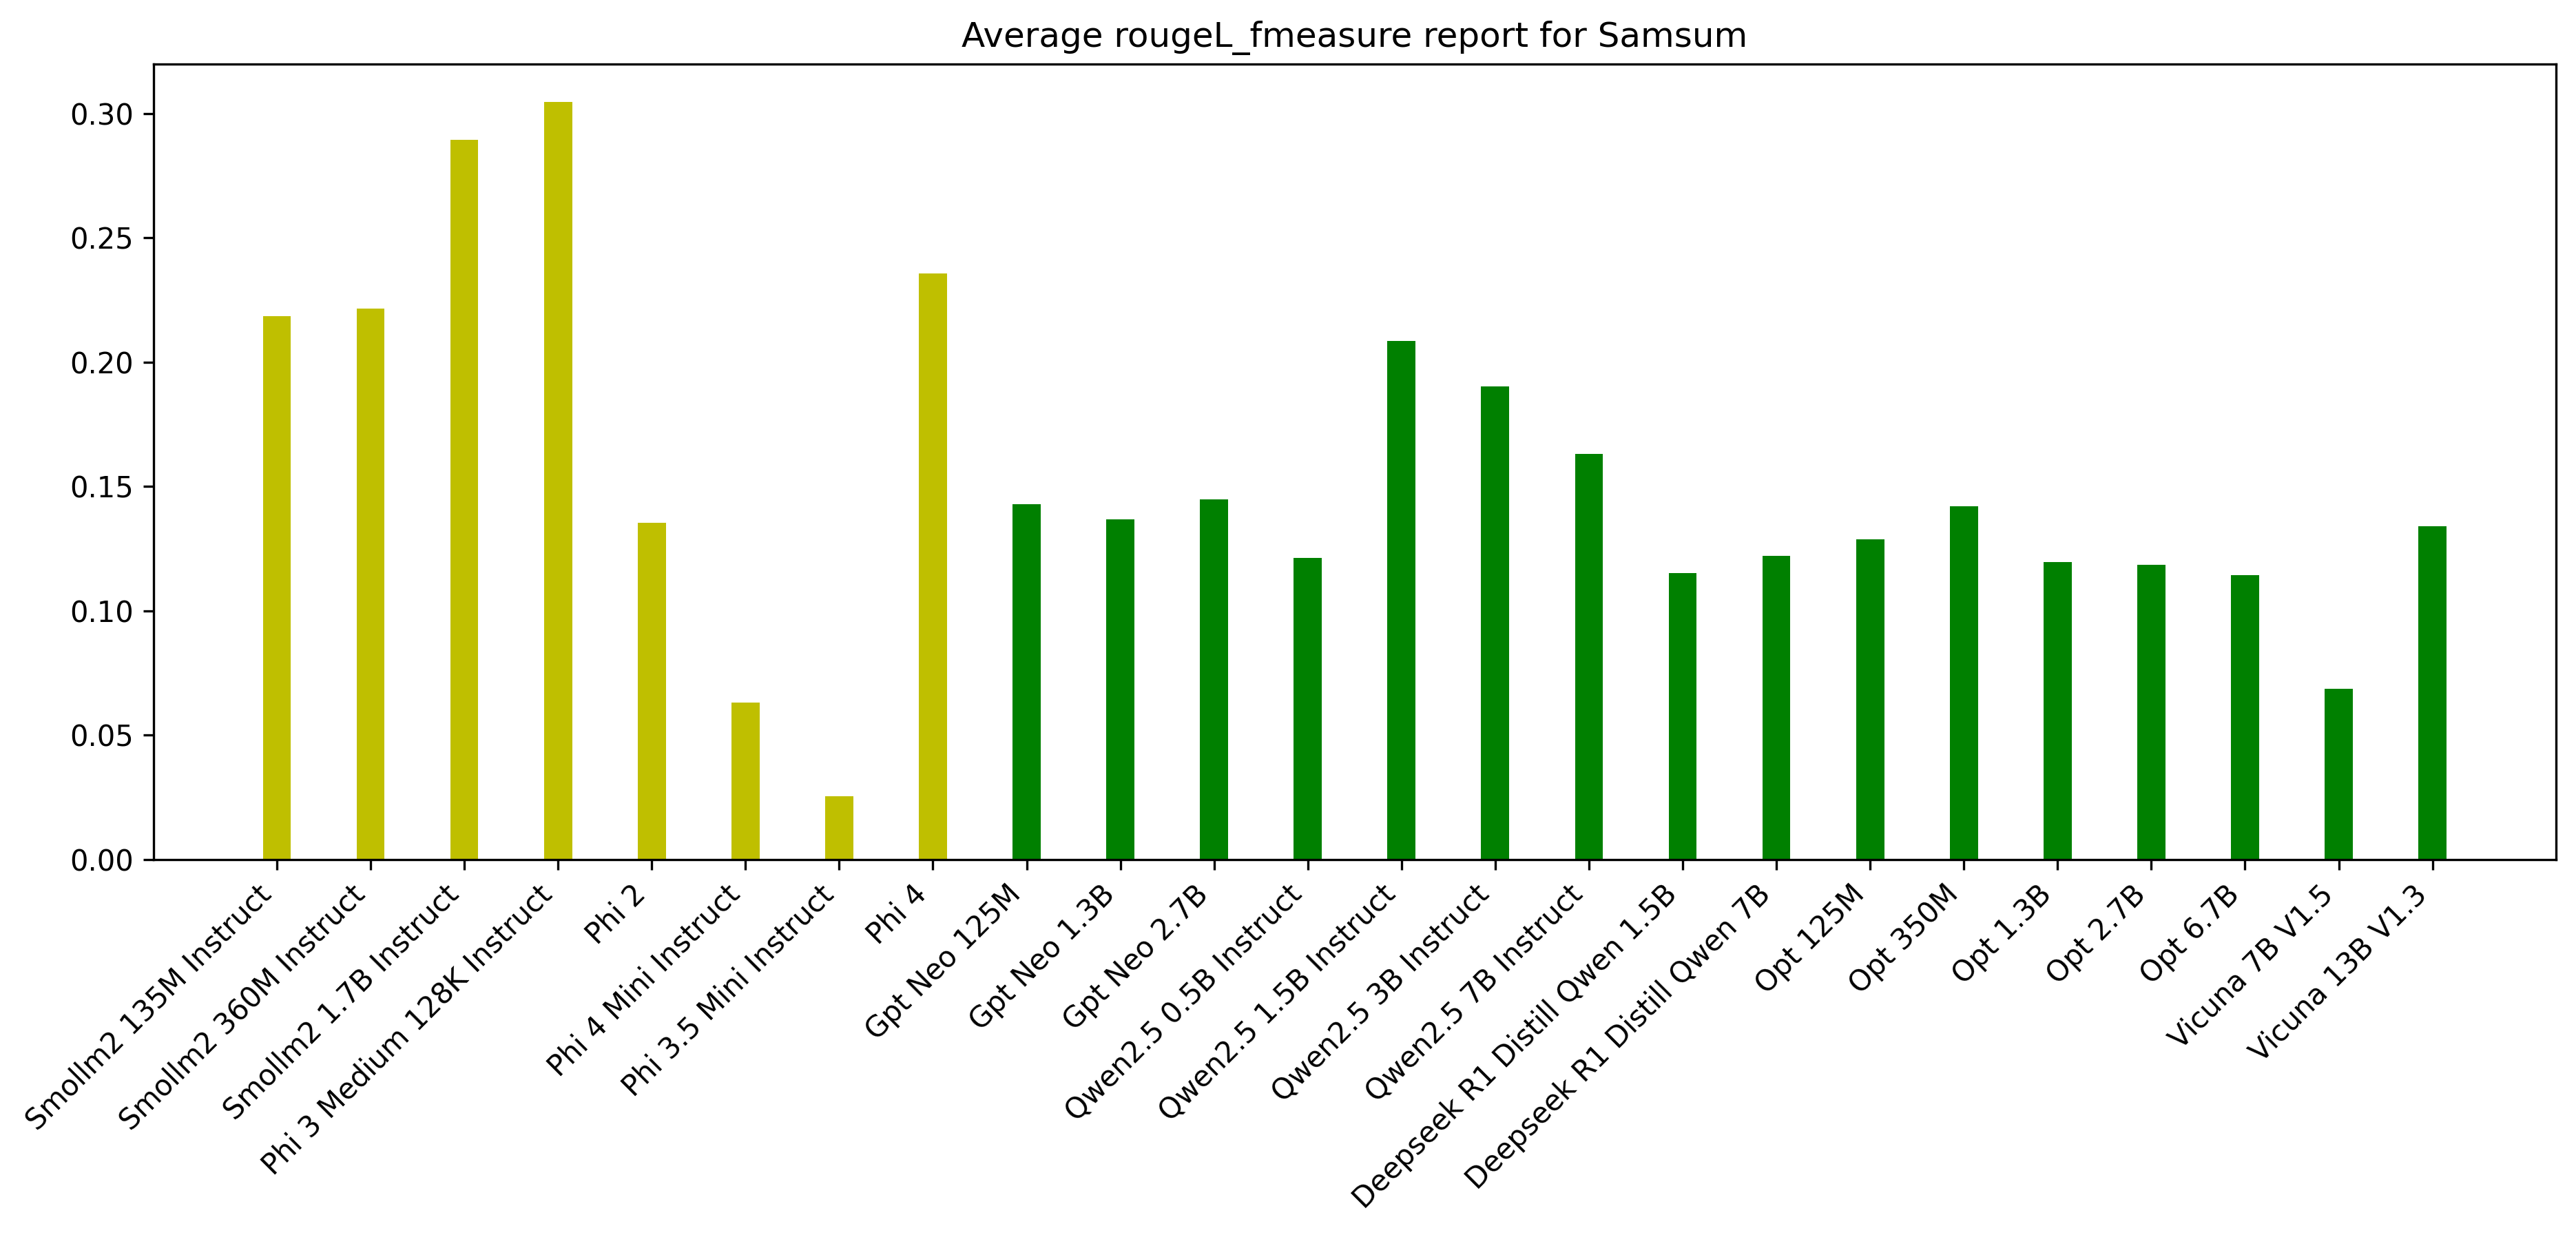 Average rougeL_fmeasure report for Samsum
0.30
0.25
0.20
0.15
0.10
0.05
0.00
Smollm2 135M Instruct
Smollm2 360M Instruct
Smollm2 1.7B Instruct
Phi 3 Medium 128K Instruct
Phi 2
Phi 4 Mini Instruct
Phi 3.5 Mini Instruct
Phi 4
Gpt Neo 125M
Gpt Neo 1.3B
Gpt Neo 2.7B
Qwen2.5 0.5B Instruct
Qwen2.5 1.5B Instruct
Qwen2.5 3B Instruct
Qwen2.5 7B Instruct
Deepseek R1 Distill Qwen 1.5B
Deepseek R1 Distill Qwen 7B
Opt 125M
Opt 350M
Opt 1.3B
Opt 2.7B
Opt 6.7B
Vicuna 7B V1.5
Vicuna 13B V1.3